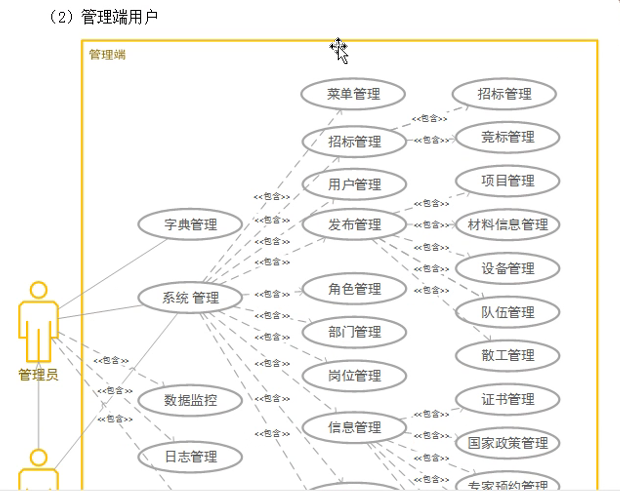 （2）管理端用户
管理端
菜单管理
招标管理
<<包含>>
招标管理
<<包含>>
竞标管理
用户管理
项目管理
<<包含>>
<<包含>>
字典管理
<<包含>>
发布管理
<<包含>>
材料信息管理
<<包含>>
<<包含>>
<<包含>>
<<包含>>
设备管理
系统 管理
<<包含>>
角色管理
<<包含>>
队伍管理
<<包含>>
部门管理
<<包含>>
散工管理
管理员
<<包含>>
<<包含>>
岗位管理
数据监控
<<包含>>
<<包含>>
证书管理
<<包含>>
<<包含>>
信息管理
<<包含>>
<<包含>>
国家政策管理
日志管理
<<包含>>
专家预约管理